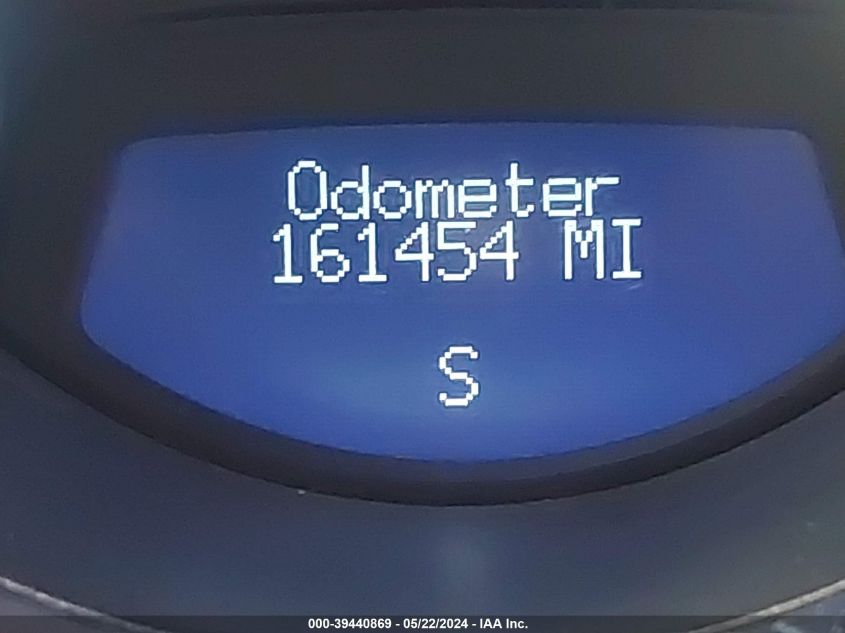 Odometer
161454 MI
S
000-39440869 - 05/22/2024 - IAA Inc.